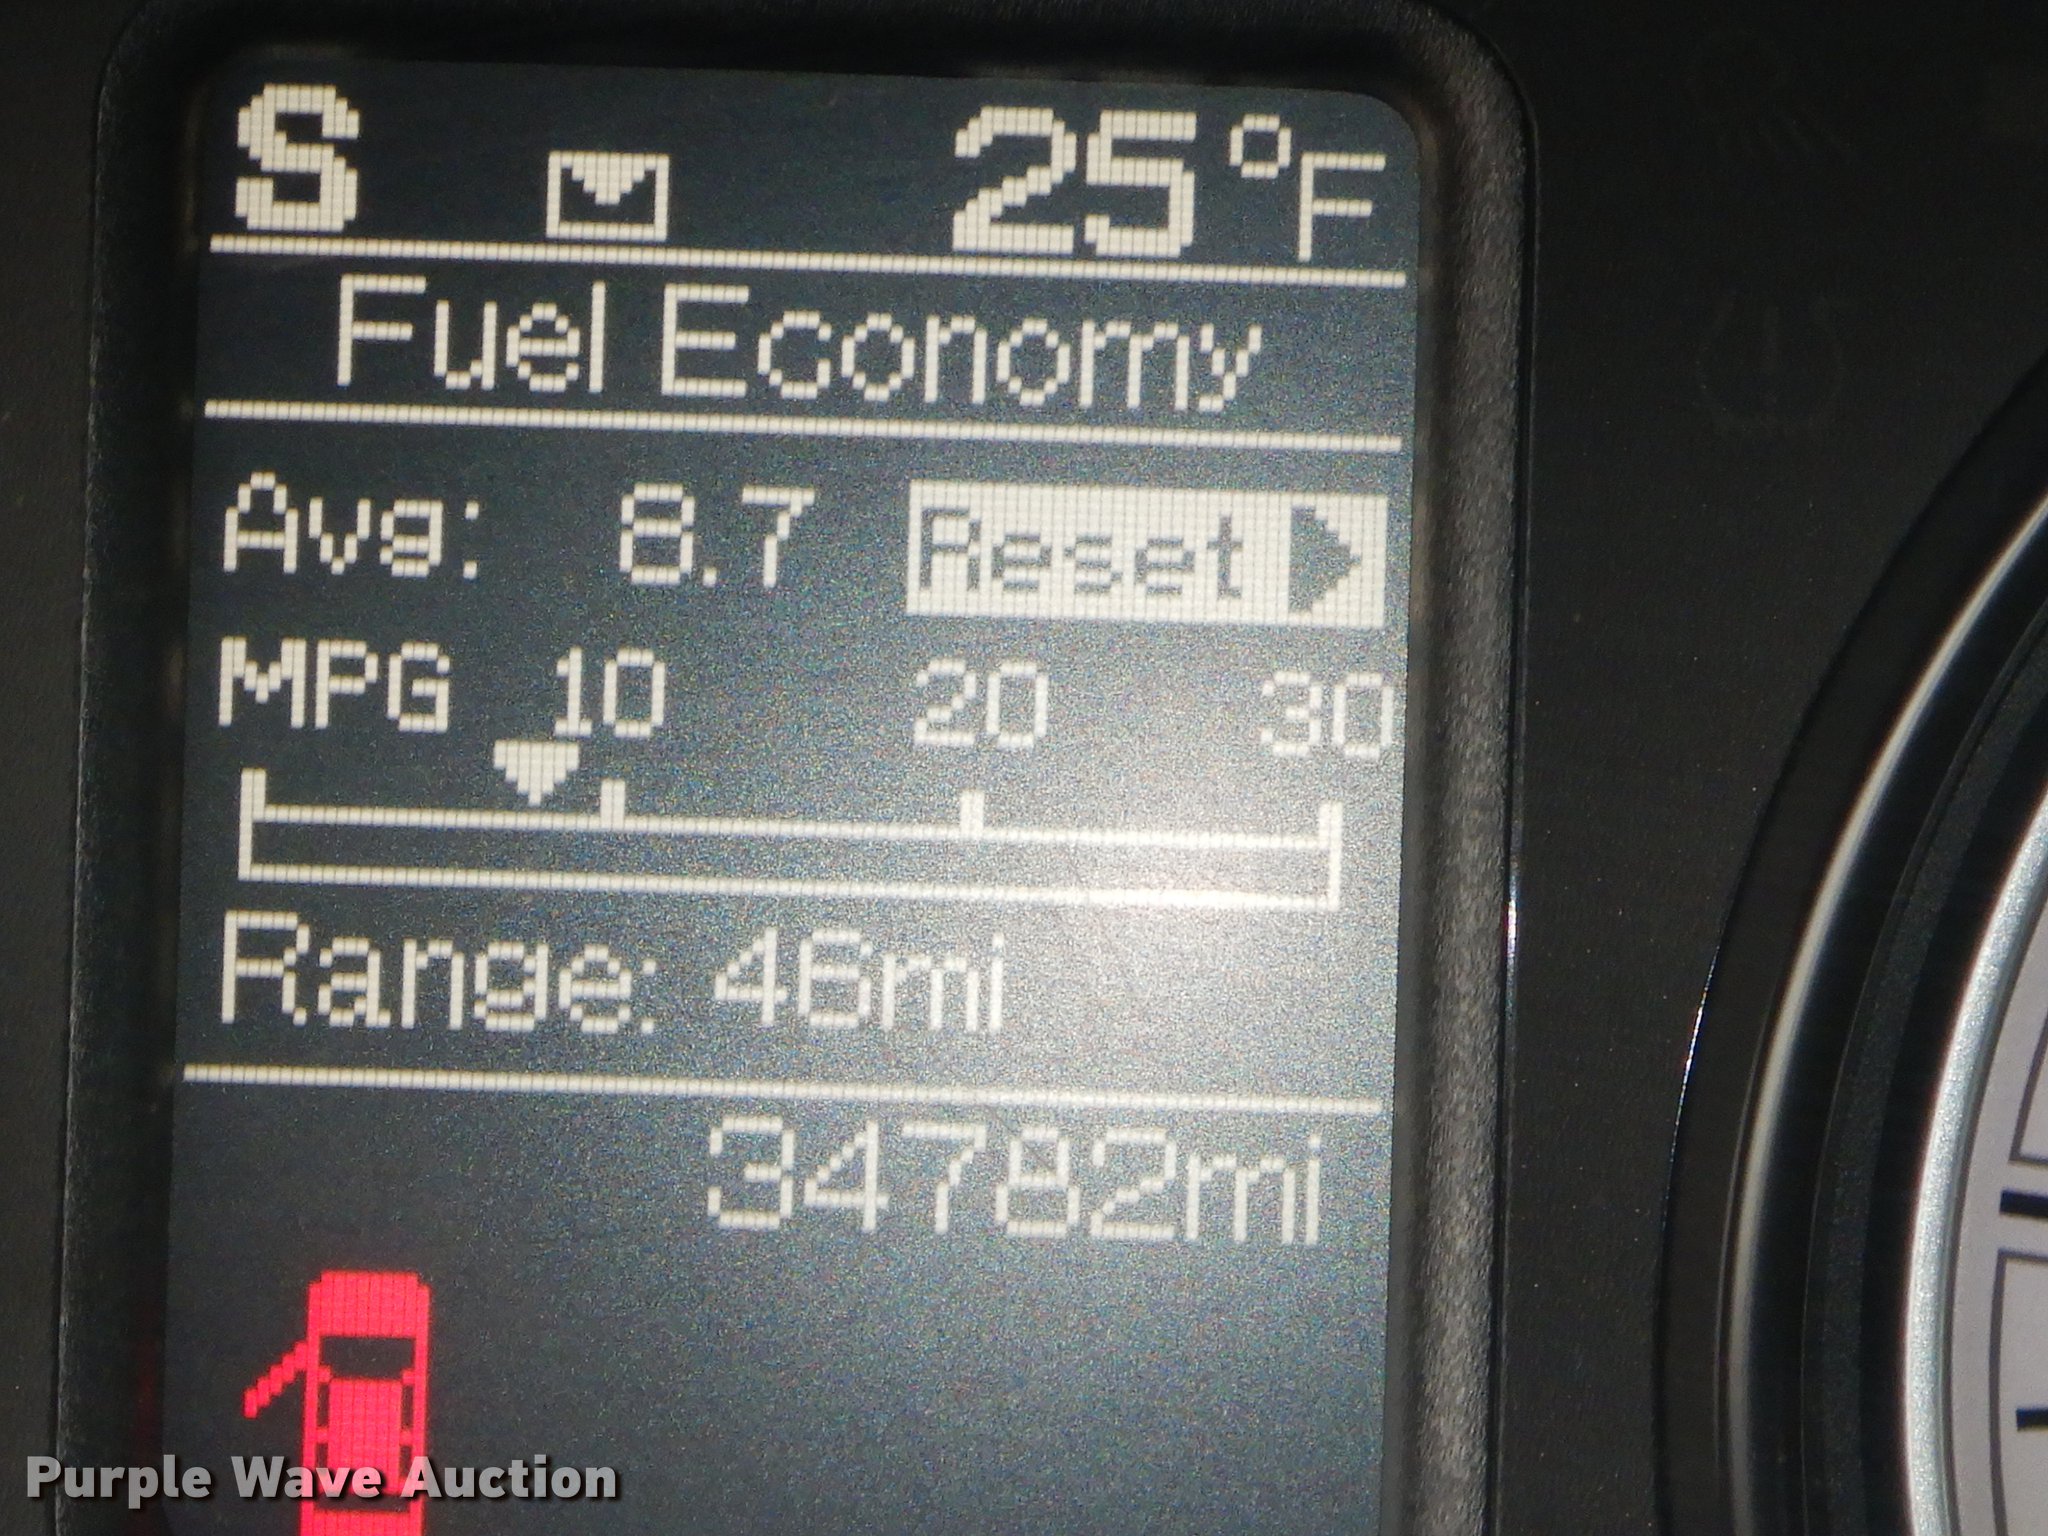 S 25°F
Fuel Economy
Avg: 8.7 Reset
MPG 10 20 30
Range: 46mi
34782mi
Purple Wave Auction